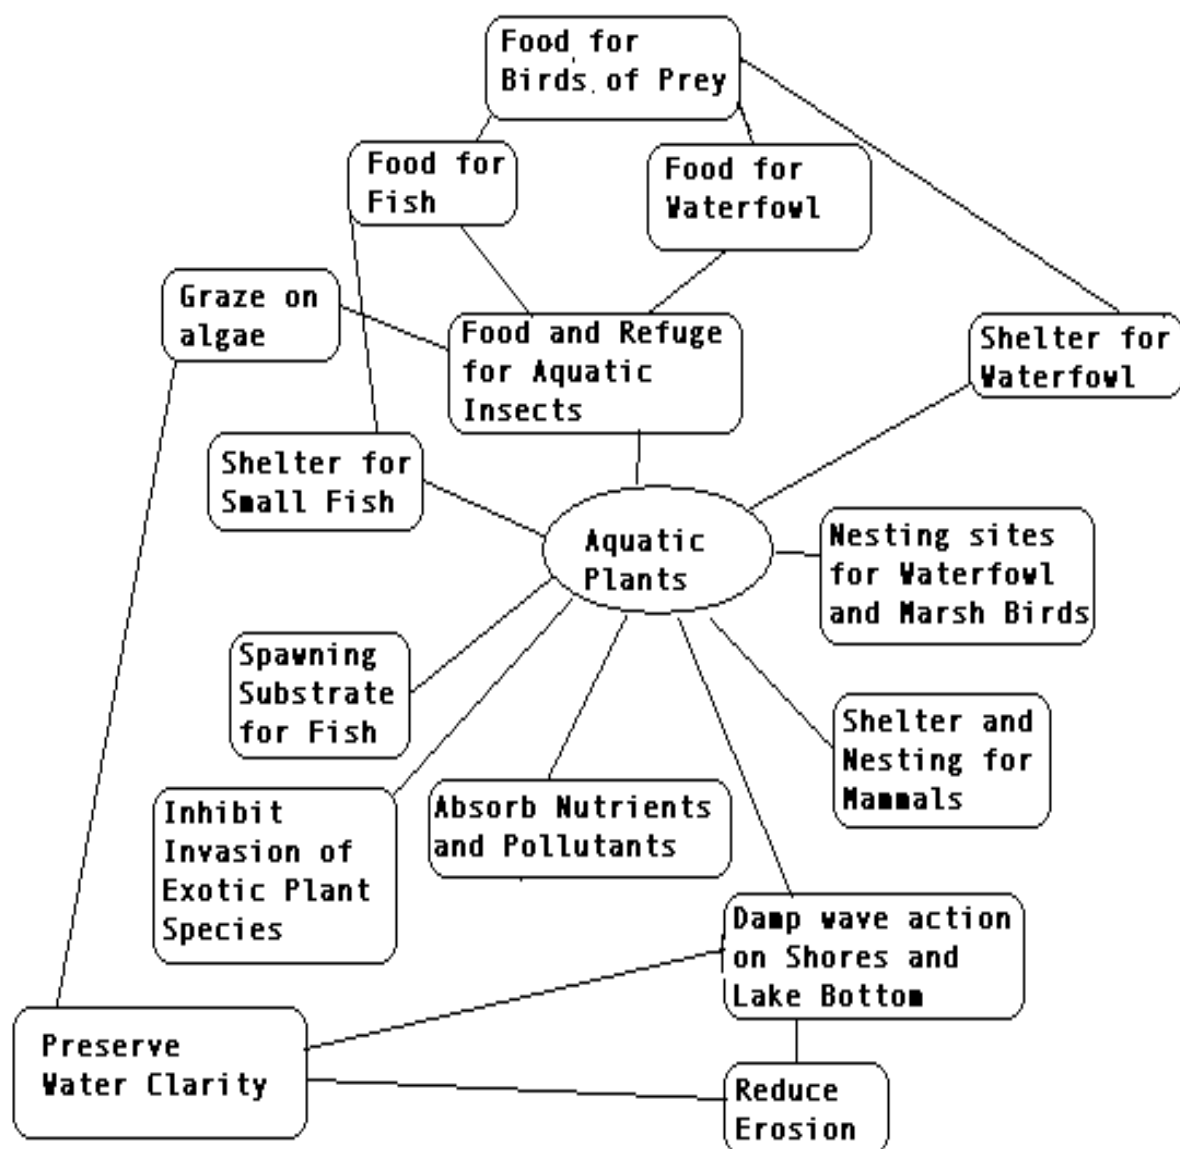 Food for
Birds of Prey
Food for
Fish
Food for
Waterfowl
Graze on
algae
Food and Refuge
for Aquatic
Insects
Shelter for
Waterfowl
Shelter for
Small Fish
Aquatic
Plants
Nesting sites
for Waterfowl
and Marsh Birds
Spawning
Substrate
for Fish
Shelter and
Nesting for
Mammals
Inhibit
Invasion of
Exotic Plant
Species
Absorb Nutrients
and Pollutants
Damp wave action
on Shores and
Lake Bottom
Preserve
Water Clarity
Reduce
Erosion